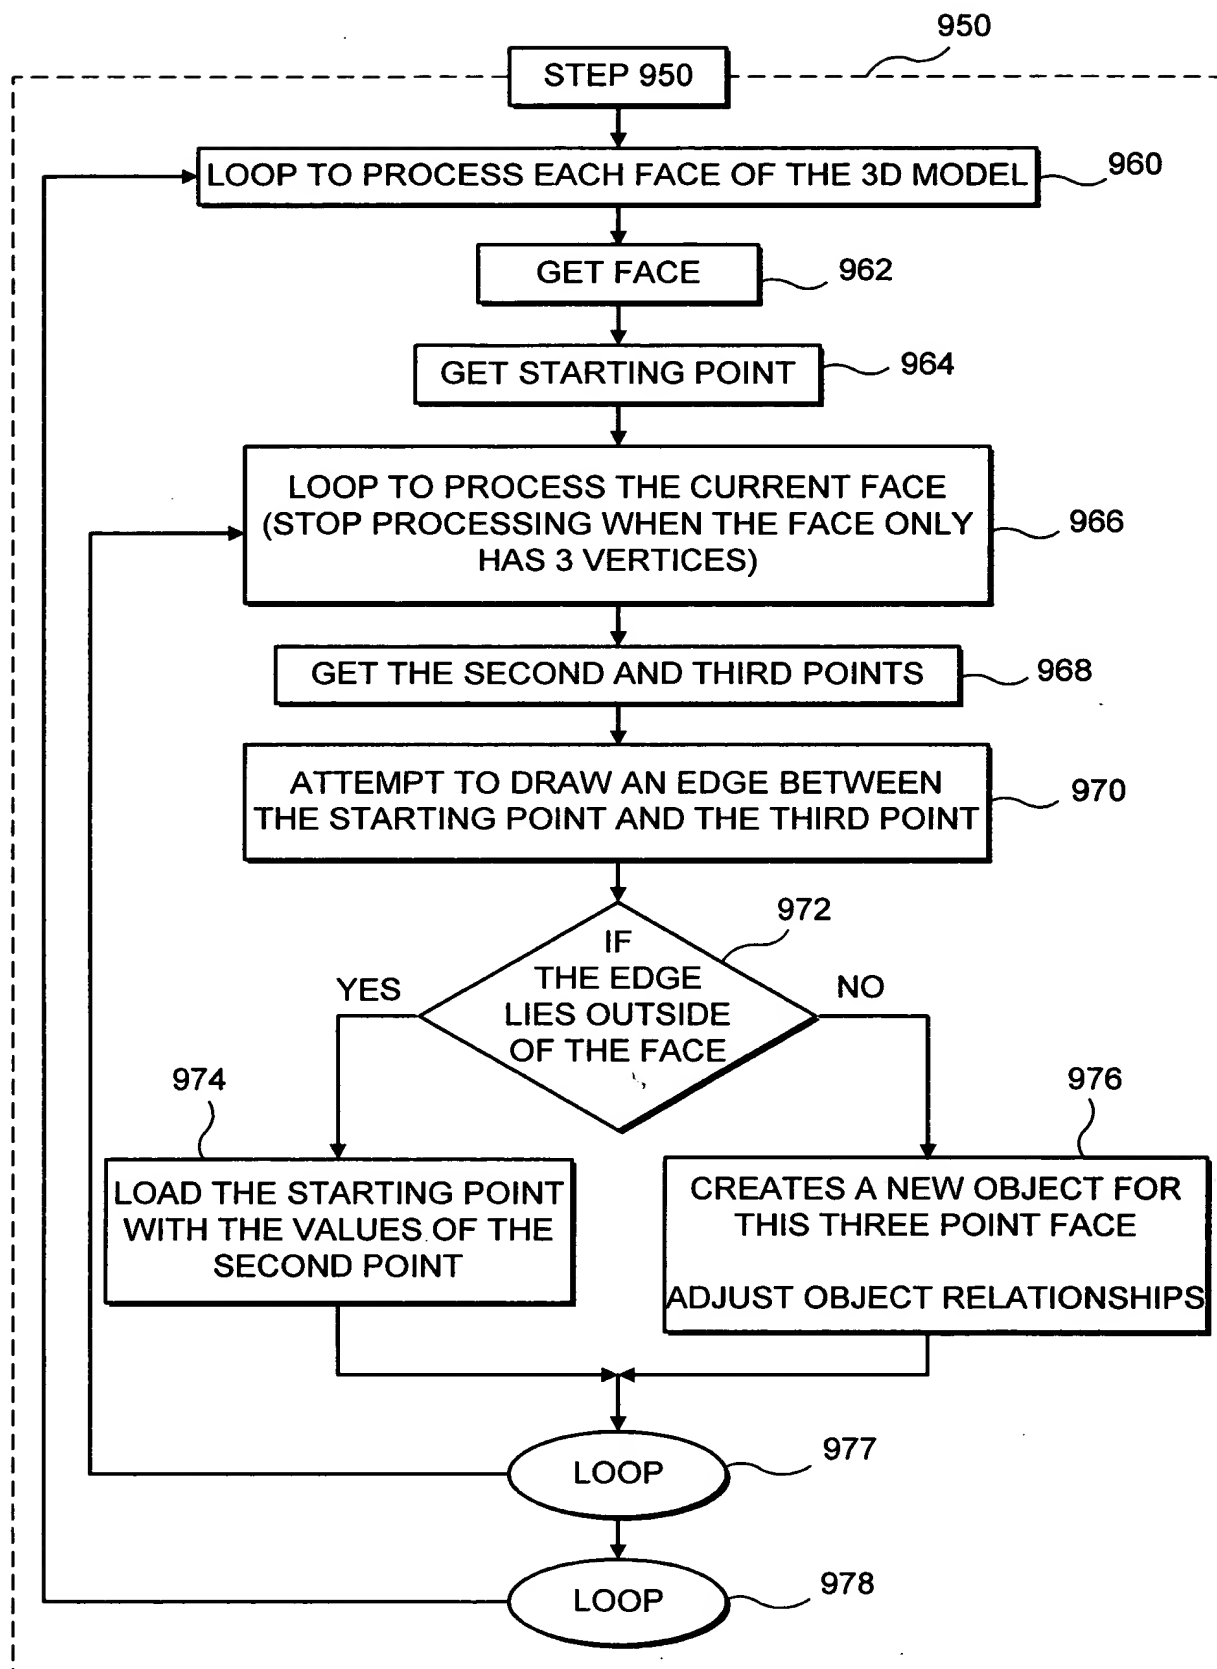 950
STEP 950
LOOP TO PROCESS EACH FACE OF THE 3D MODEL
960
GET FACE
962
GET STARTING POINT
964
LOOP TO PROCESS THE CURRENT FACE
(STOP PROCESSING WHEN THE FACE ONLY
HAS 3 VERTICES)
966
GET THE SECOND AND THIRD POINTS
968
ATTEMPT TO DRAW AN EDGE BETWEEN
THE STARTING POINT AND THE THIRD POINT
970
972
IF
THE EDGE
LIES OUTSIDE
OF THE FACE
YES
NO
974
LOAD THE STARTING POINT
WITH THE VALUES OF THE
SECOND POINT
976
CREATES A NEW OBJECT FOR
THIS THREE POINT FACE
ADJUST OBJECT RELATIONSHIPS
LOOP
977
LOOP
978